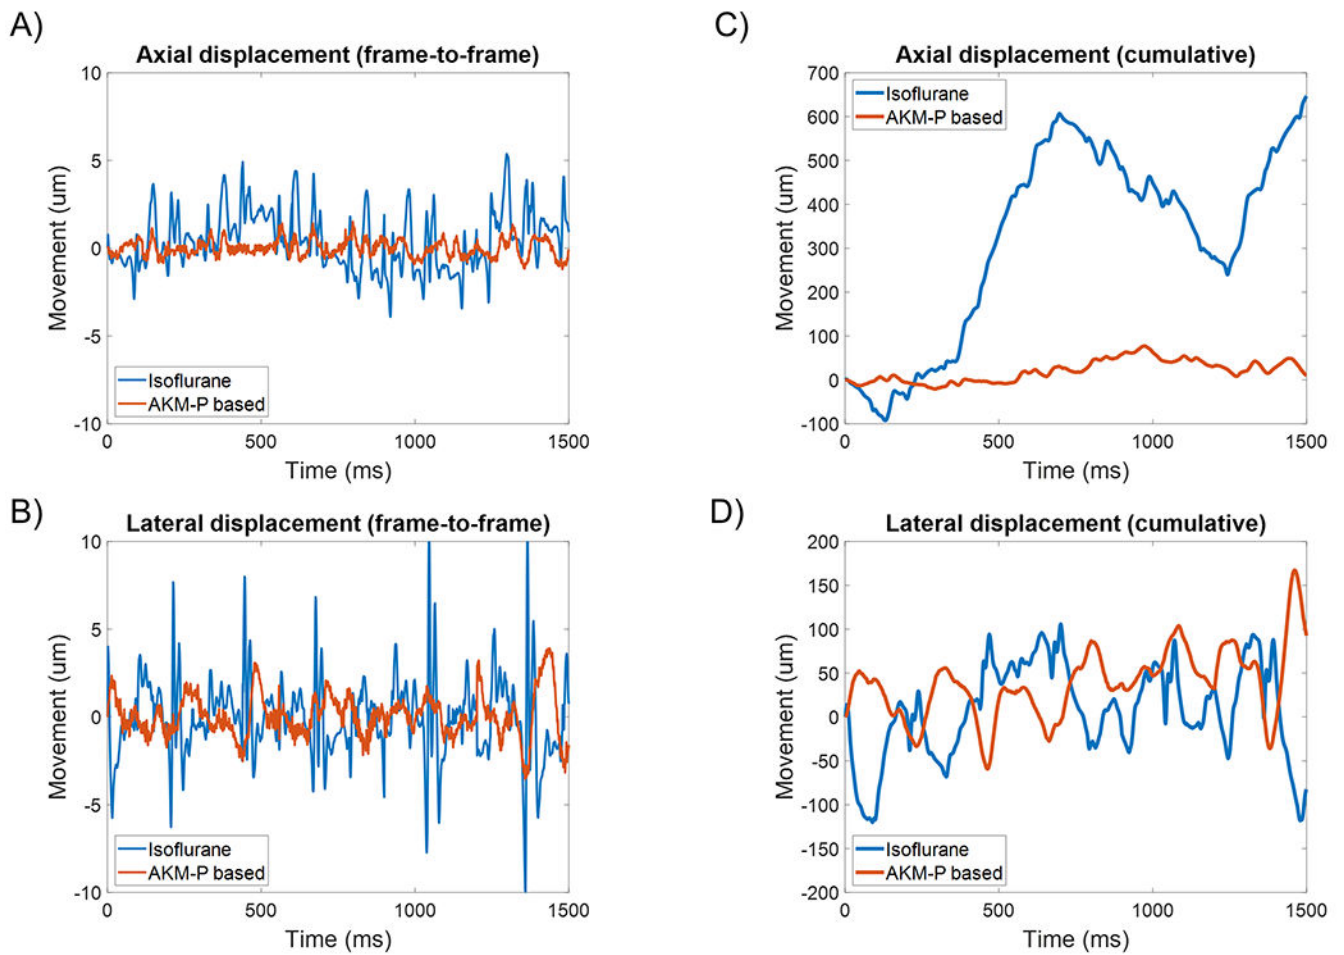 A)
Axial displacement (frame-to-frame)
10
5
0
-5
-10
Movement (um)
Isoflurane
AKM-P based
0
500
1000
1500
Time (ms)
B)
Lateral displacement (frame-to-frame)
10
5
0
-5
-10
Movement (um)
Isoflurane
AKM-P based
0
500
1000
1500
Time (ms)
C)
Axial displacement (cumulative)
700
600
500
400
300
200
100
0
-100
Movement (um)
Isoflurane
AKM-P based
0
500
1000
1500
Time (ms)
D)
Lateral displacement (cumulative)
200
150
100
50
0
-50
-100
-150
-200
Movement (um)
Isoflurane
AKM-P based
0
500
1000
1500
Time (ms)